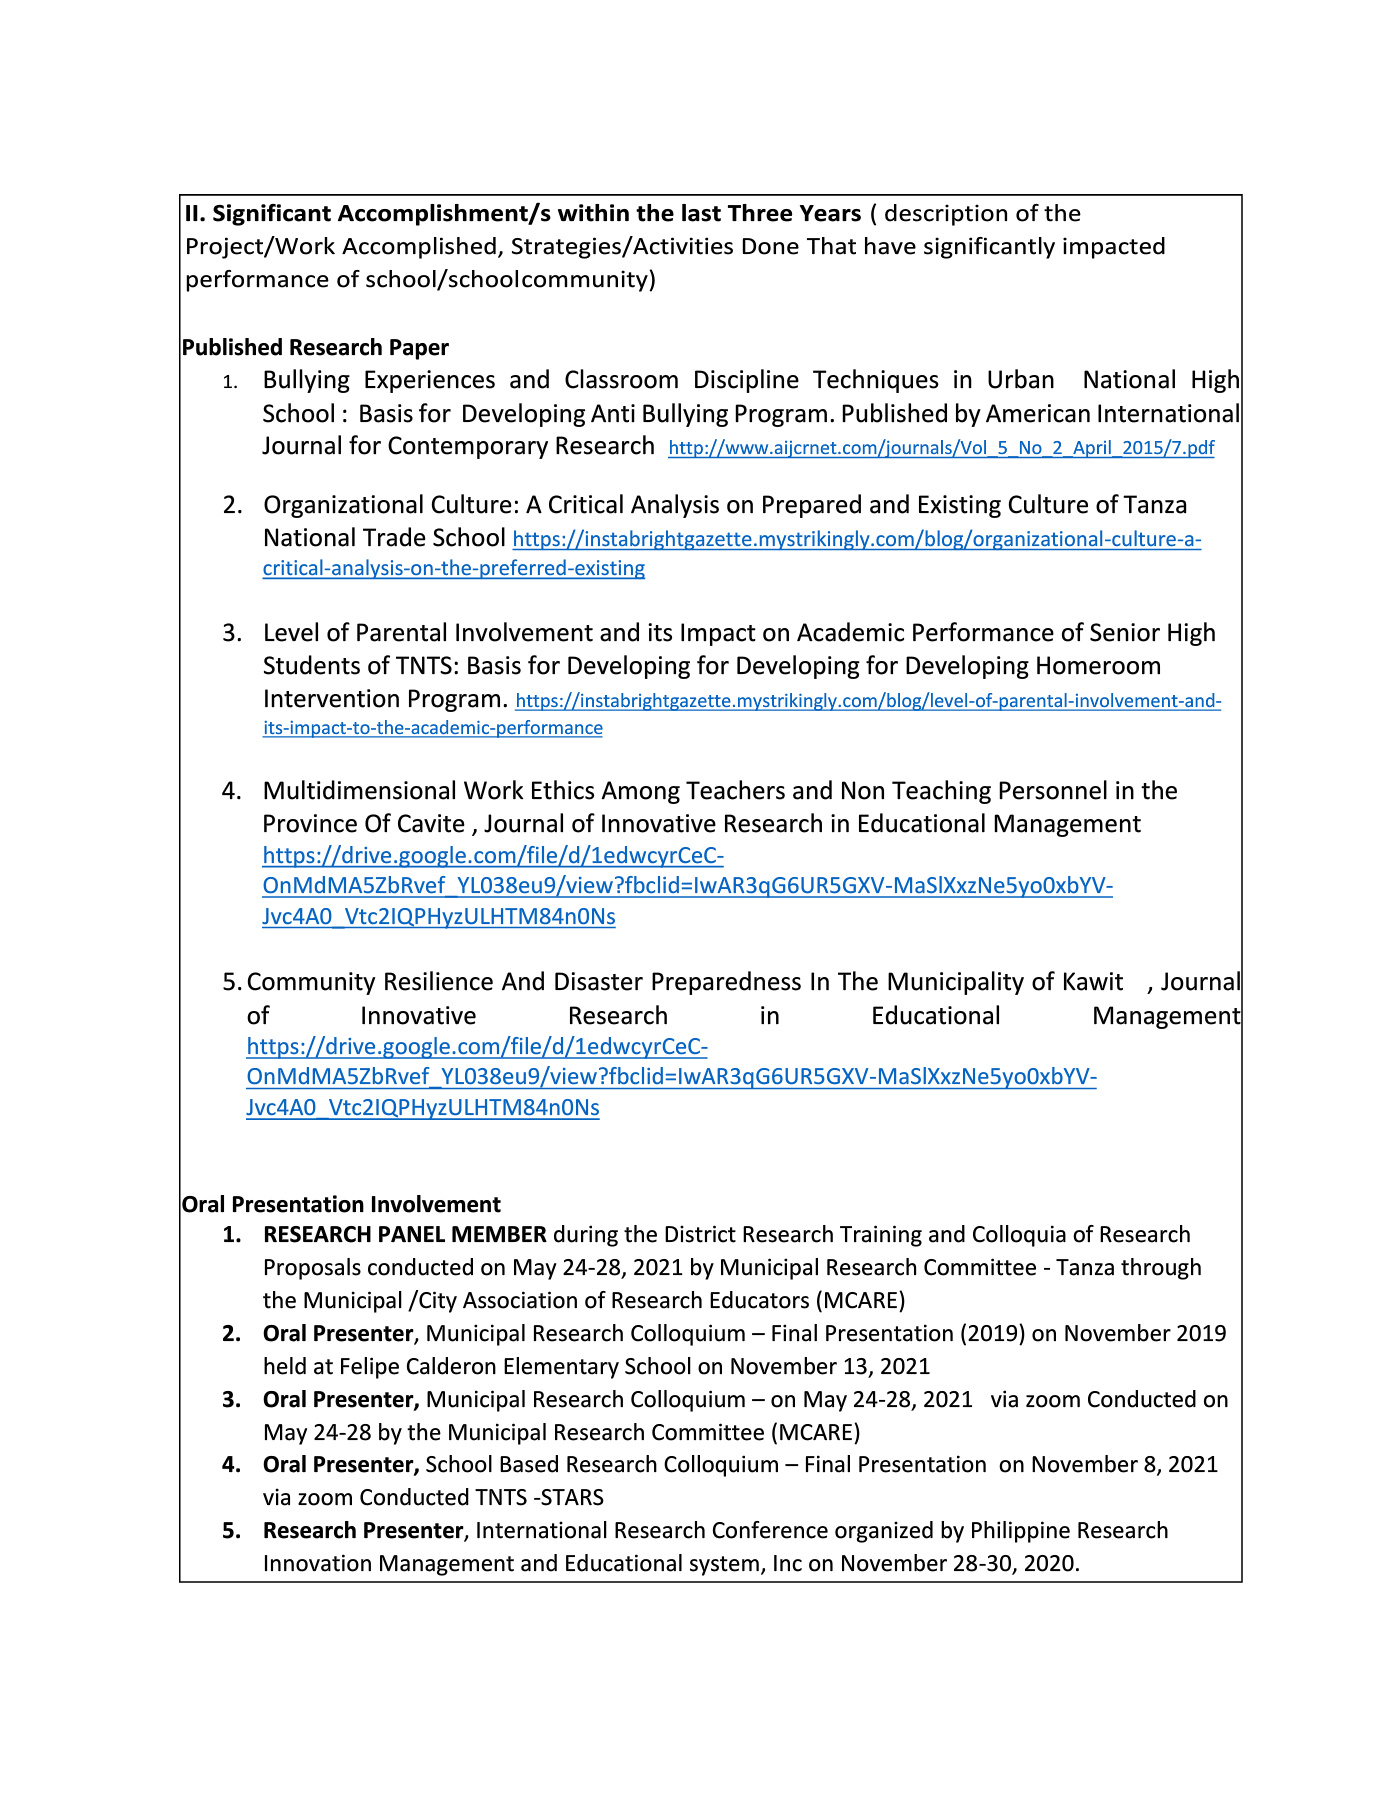 II. Significant Accomplishment/s within the last Three Years ( description of the
Project/Work Accomplished, Strategies/Activities Done That have significantly impacted
performance of school/schoolcommunity)
Published Research Paper
1. Bullying Experiences and Classroom Discipline Techniques in Urban National High
School : Basis for Developing Anti Bullying Program. Published by American International
Journal for Contemporary Research http://www.aijcrnet.com/journals/Vol_5_No_2_April_2015/7.pdf
2. Organizational Culture: A Critical Analysis on Prepared and Existing Culture of Tanza
National Trade School https://instabrightgazette.mystrikingly.com/blog/organizational-culture-a-
critical-analysis-on-the-preferred-existing
3. Level of Parental Involvement and its Impact on Academic Performance of Senior High
Students of TNTS: Basis for Developing for Developing for Developing Homeroom
Intervention Program. https://instabrightgazette.mystrikingly.com/blog/level-of-parental-involvement-and-
its-impact-to-the-academic-performance
4. Multidimensional Work Ethics Among Teachers and Non Teaching Personnel in the
Province Of Cavite , Journal of Innovative Research in Educational Management
https://drive.google.com/file/d/1edwcyrCeC-
OnMdMA5ZbRvef_YL038eu9/view?fbclid=IwAR3qG6UR5GXV-MaSlXxzNe5yo0xbYV-
Jvc4A0_Vtc2IQPHyzULHTM84n0Ns
5. Community Resilience And Disaster Preparedness In The Municipality of Kawit , Journal
of Innovative Research in Educational Management
https://drive.google.com/file/d/1edwcyrCeC-
OnMdMA5ZbRvef_YL038eu9/view?fbclid=IwAR3qG6UR5GXV-MaSlXxzNe5yo0xbYV-
Jvc4A0_Vtc2IQPHyzULHTM84n0Ns
Oral Presentation Involvement
1. RESEARCH PANEL MEMBER during the District Research Training and Colloquia of Research
Proposals conducted on May 24-28, 2021 by Municipal Research Committee - Tanza through
the Municipal /City Association of Research Educators (MCARE)
2. Oral Presenter, Municipal Research Colloquium – Final Presentation (2019) on November 2019
held at Felipe Calderon Elementary School on November 13, 2021
3. Oral Presenter, Municipal Research Colloquium – on May 24-28, 2021 via zoom Conducted on
May 24-28 by the Municipal Research Committee (MCARE)
4. Oral Presenter, School Based Research Colloquium – Final Presentation on November 8, 2021
via zoom Conducted TNTS -STARS
5. Research Presenter, International Research Conference organized by Philippine Research
Innovation Management and Educational system, Inc on November 28-30, 2020.